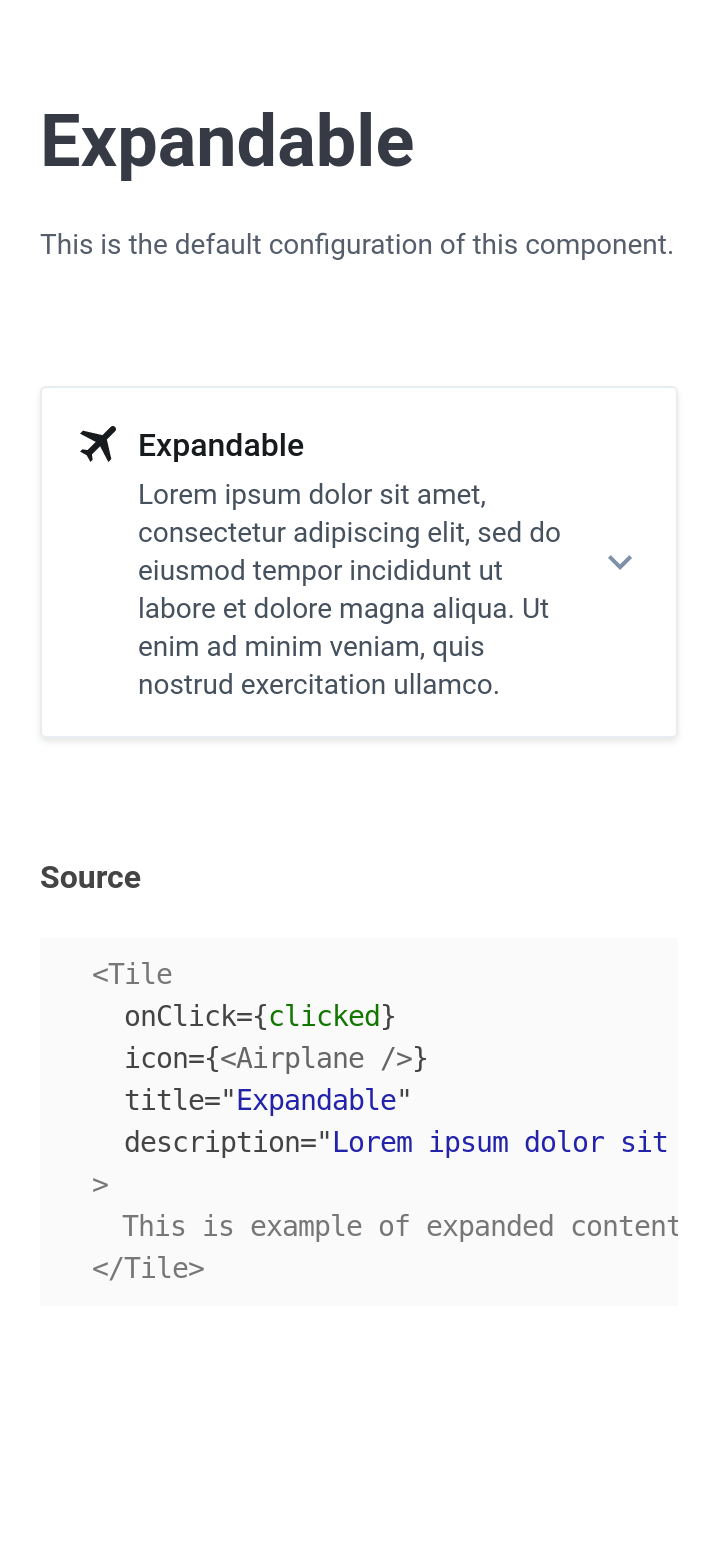 Expandable
This is the default configuration of this component.
Expandable
Lorem ipsum dolor sit amet,
consectetur adipiscing elit, sed do
eiusmod tempor incididunt ut
labore et dolore magna aliqua. Ut
enim ad minim veniam, quis
nostrud exercitation ullamco.
Source
<Tile
  onClick={clicked}
  icon={<Airplane />}
  title="Expandable"
  description="Lorem ipsum dolor sit
>
  This is example of expanded content
</Tile>